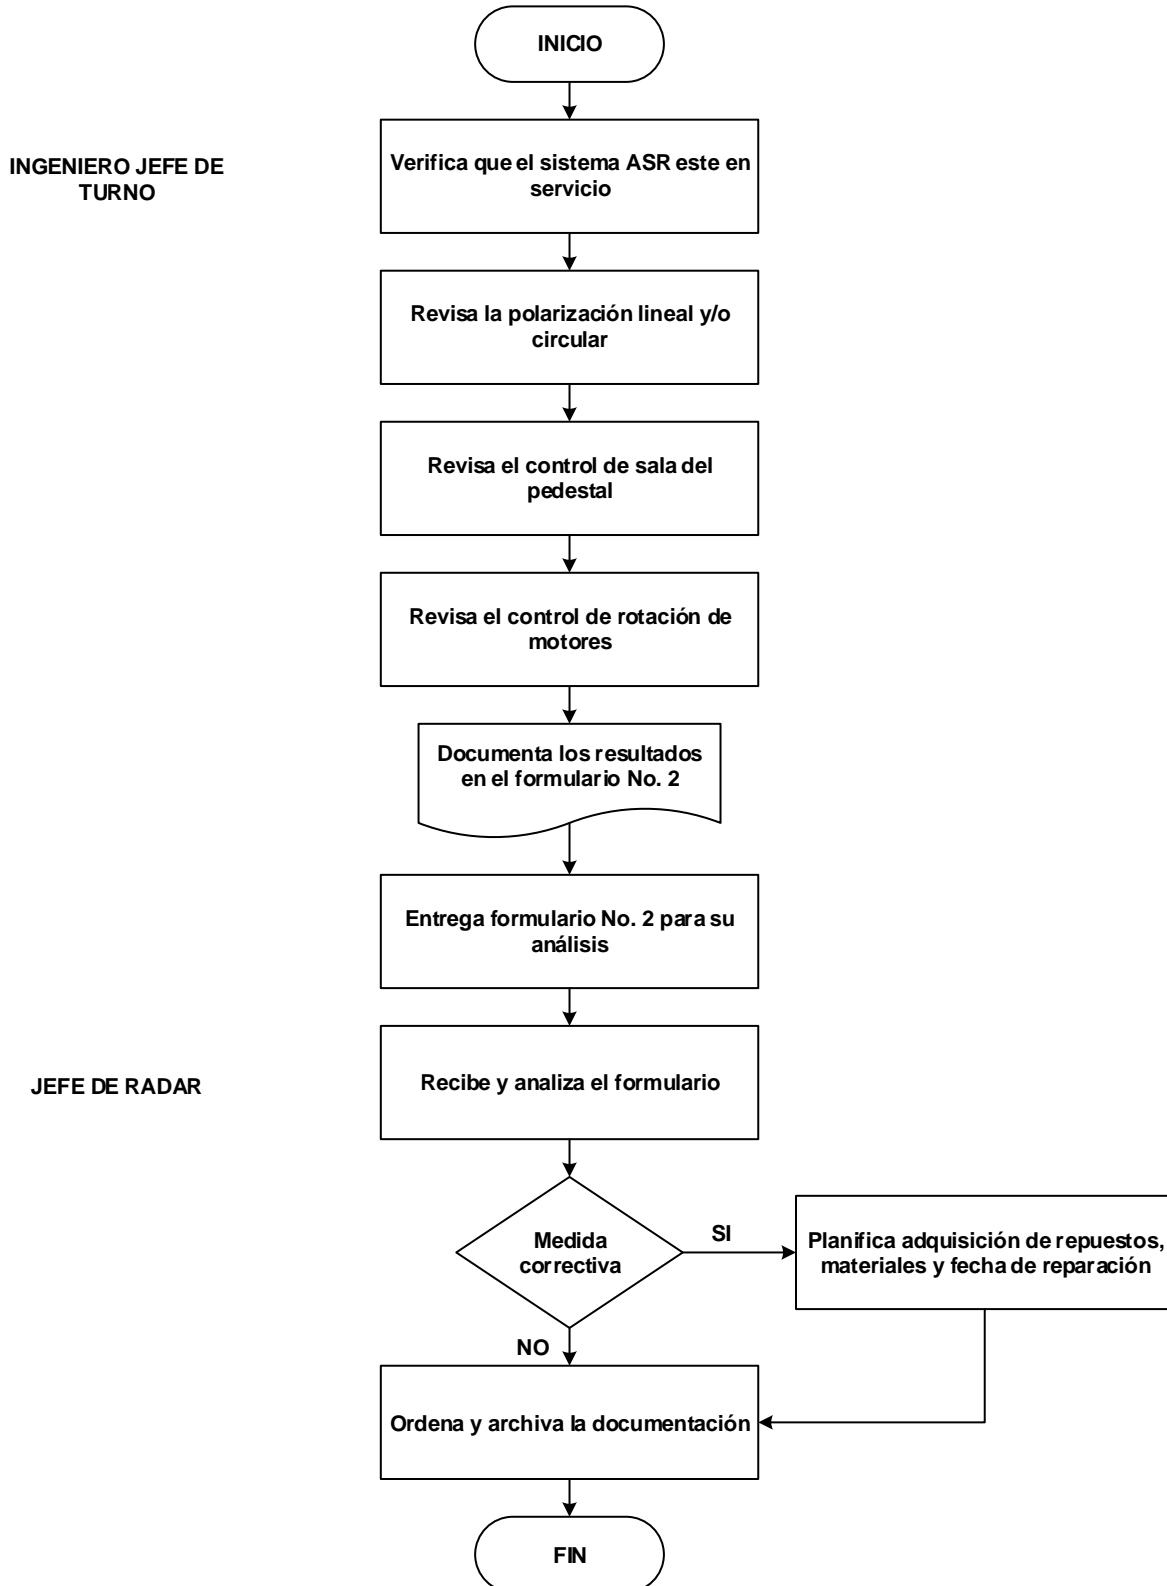 INICIO
INGENIERO JEFE DE
TURNO
Verifica que el sistema ASR este en
servicio
Revisa la polarización lineal y/o
circular
Revisa el control de sala del
pedestal
Revisa el control de rotación de
motores
Documenta los resultados
en el formulario No. 2
Entrega formulario No. 2 para su
análisis
JEFE DE RADAR
Recibe y analiza el formulario
Medida
correctiva
SI
Planifica adquisición de repuestos,
materiales y fecha de reparación
NO
Ordena y archiva la documentación
FIN